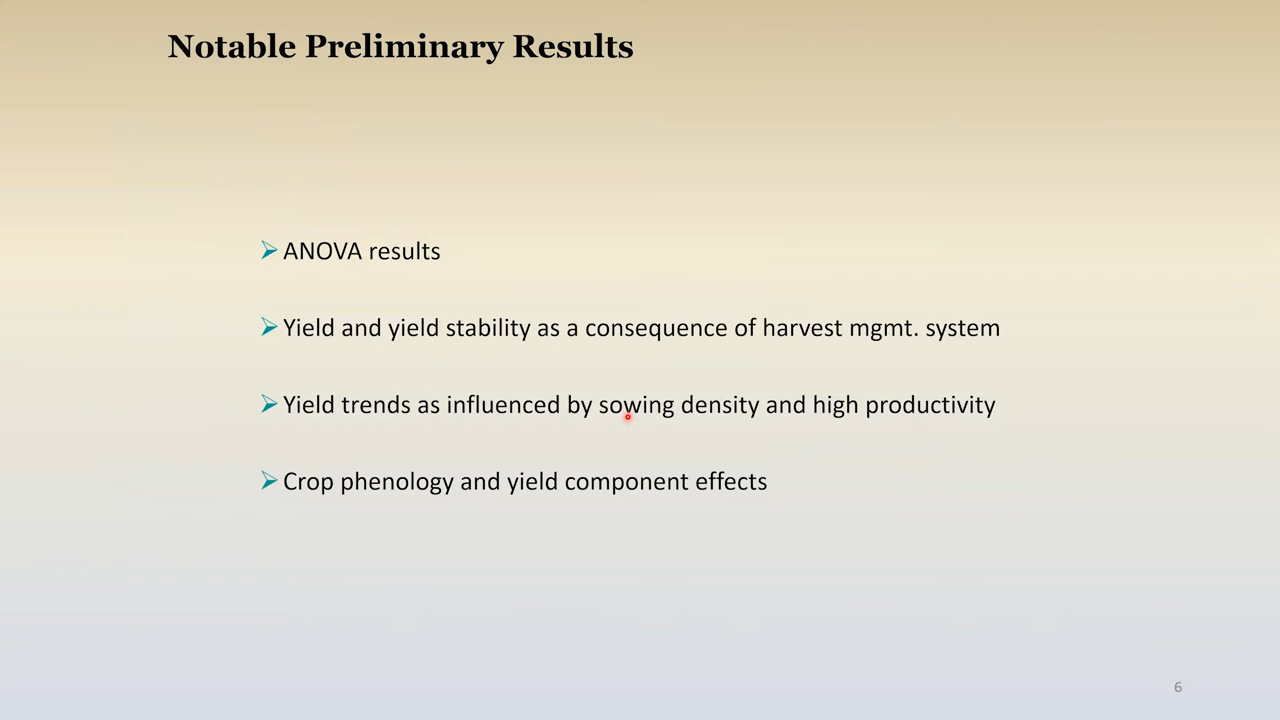 Notable Preliminary Results
ANOVA results
Yield and yield stability as a consequence of harvest mgmt. system
Yield trends as influenced by sowing density and high productivity
Crop phenology and yield component effects
6